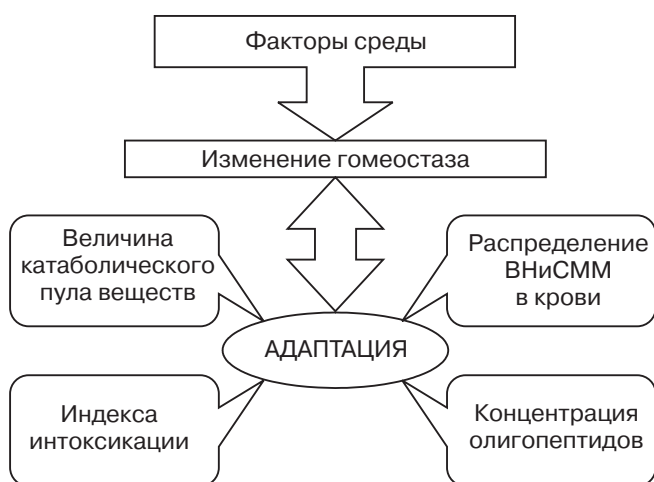 Факторы среды
Изменение гомеостаза
Величина
катаболического
пула веществ
Распределение
ВНиСММ
в крови
АДАПТАЦИЯ
Индекса
интоксикации
Концентрация
олигопептидов